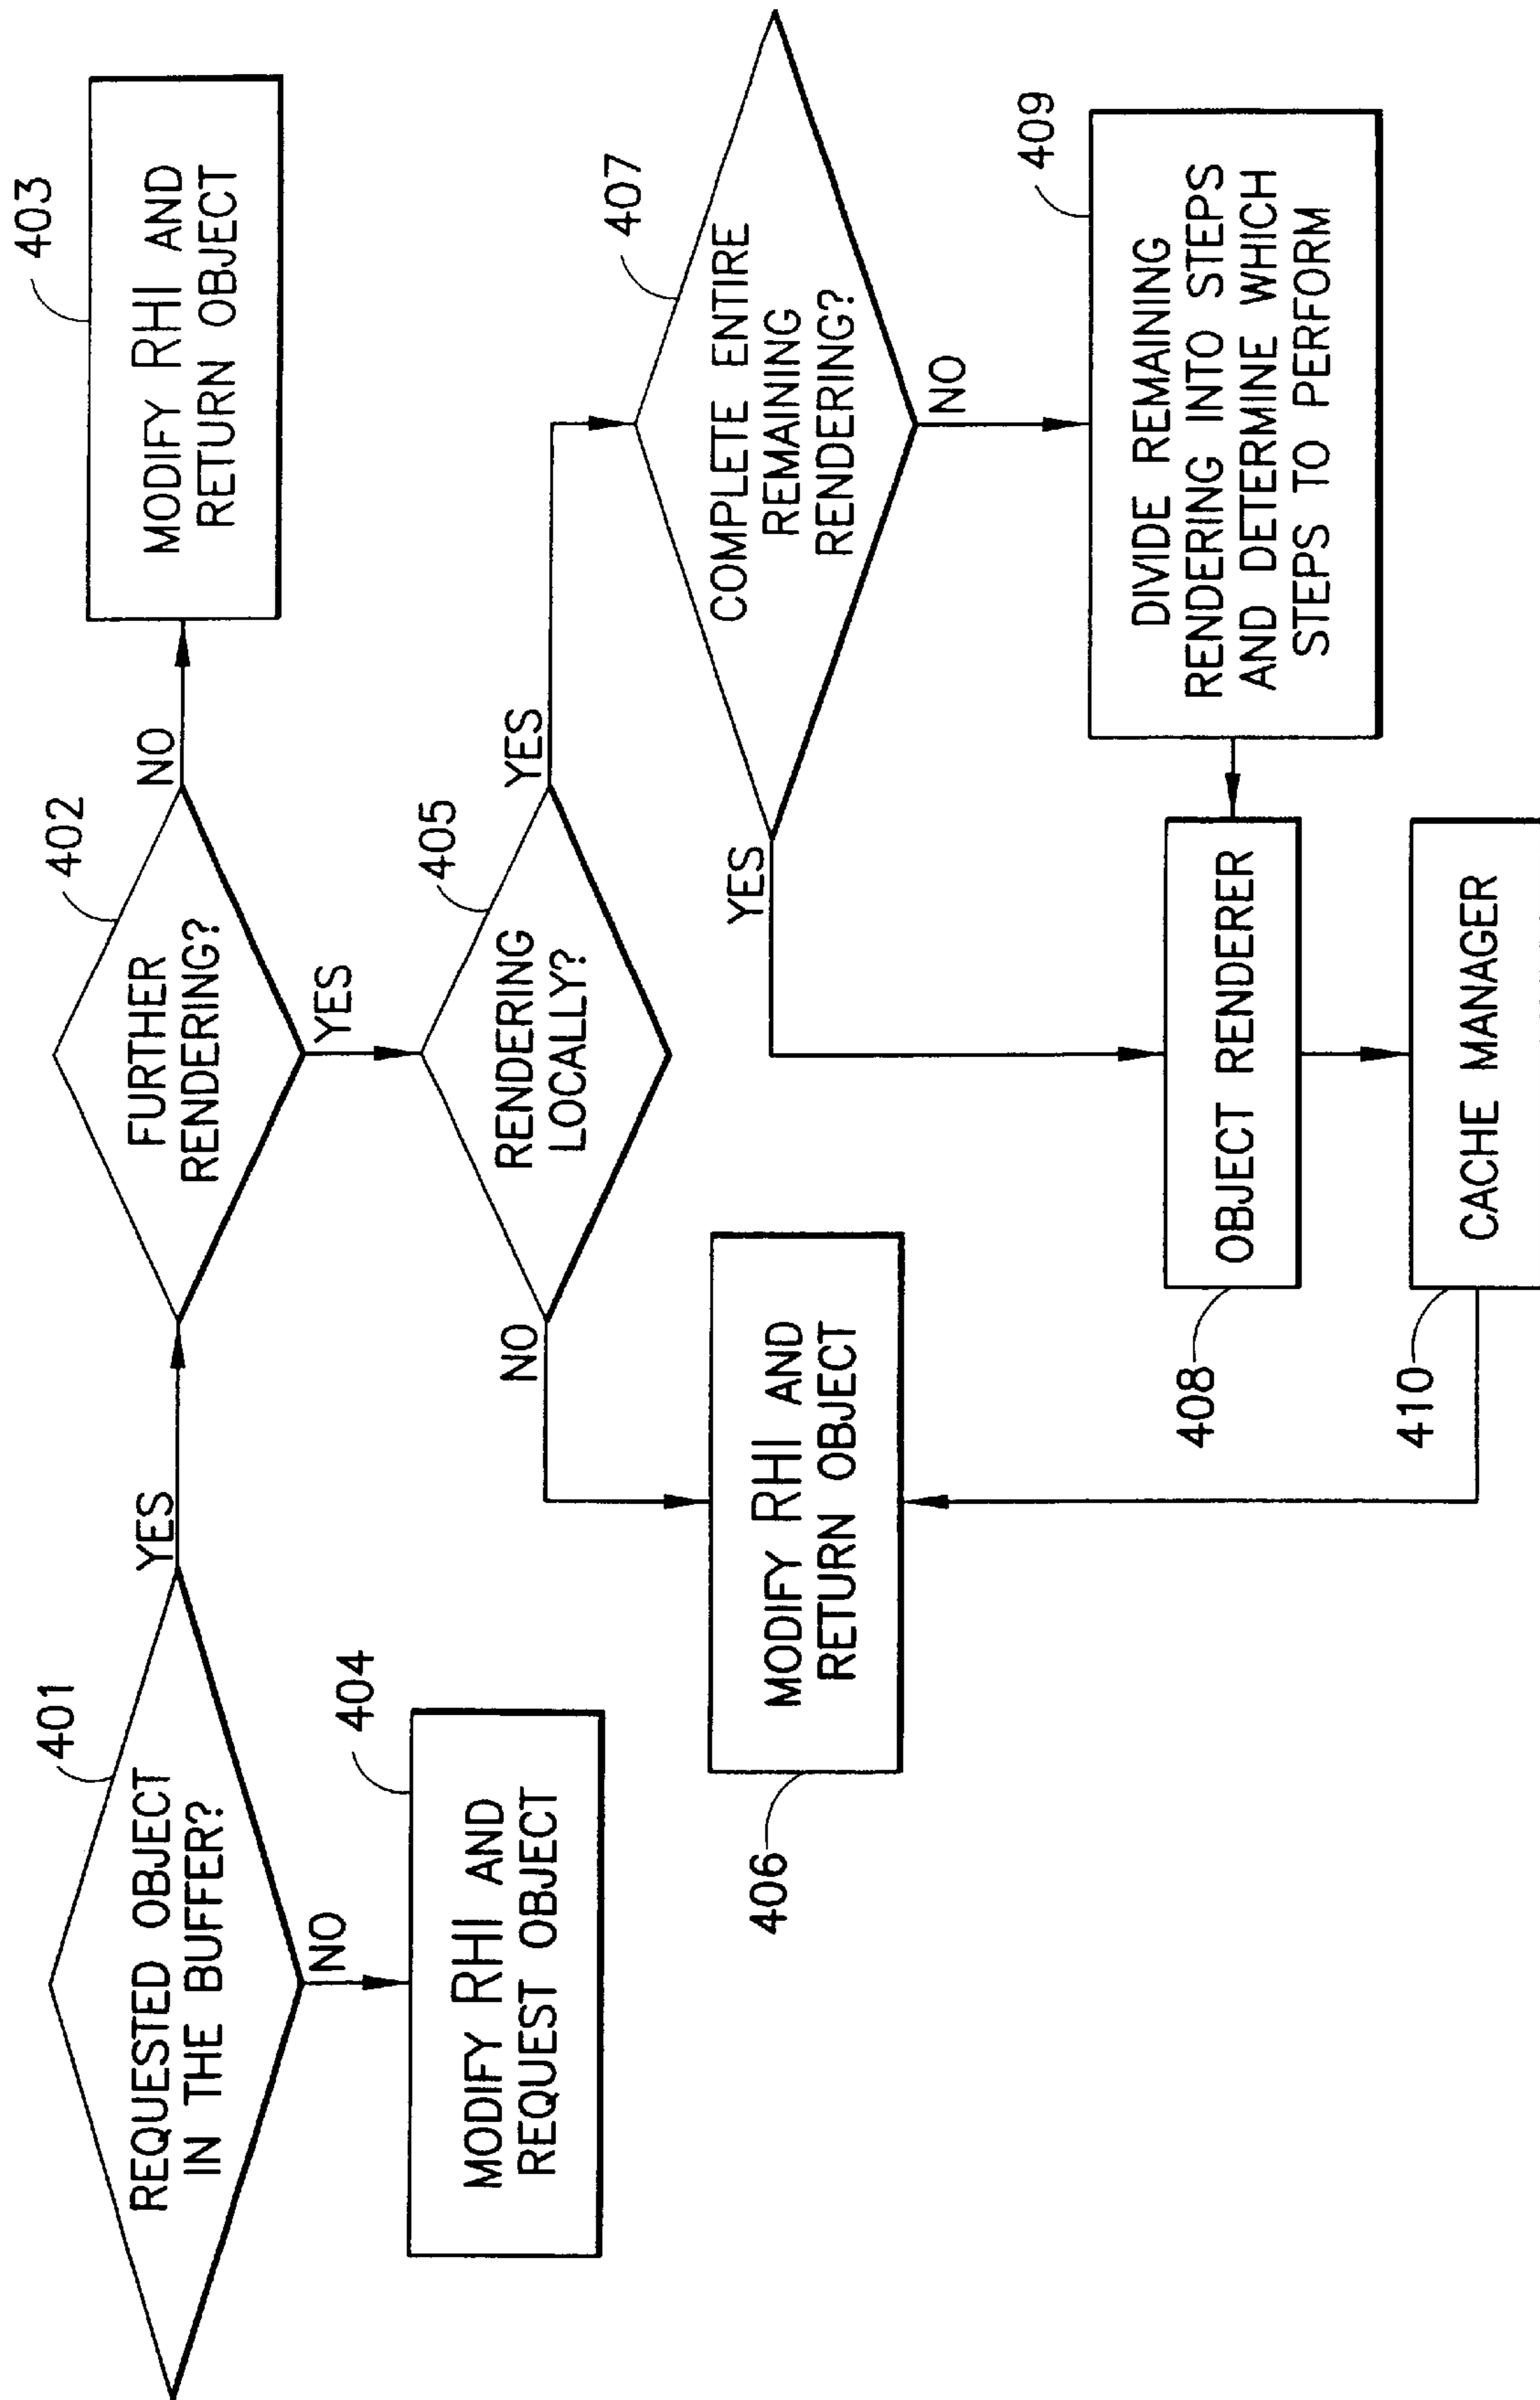 401
REQUESTED OBJECT
IN THE BUFFER?
YES
NO
402
FURTHER
RENDERING?
NO
YES
403
MODIFY RHI AND
RETURN OBJECT
404
MODIFY RHI AND
REQUEST OBJECT
405
RENDERING
LOCALLY?
NO
YES
406
MODIFY RHI AND
RETURN OBJECT
407
COMPLETE ENTIRE
REMAINING
RENDERING?
YES
NO
408
OBJECT RENDERER
409
DIVIDE REMAINING
RENDERING INTO STEPS
AND DETERMINE WHICH
STEPS TO PERFORM
410
CACHE MANAGER